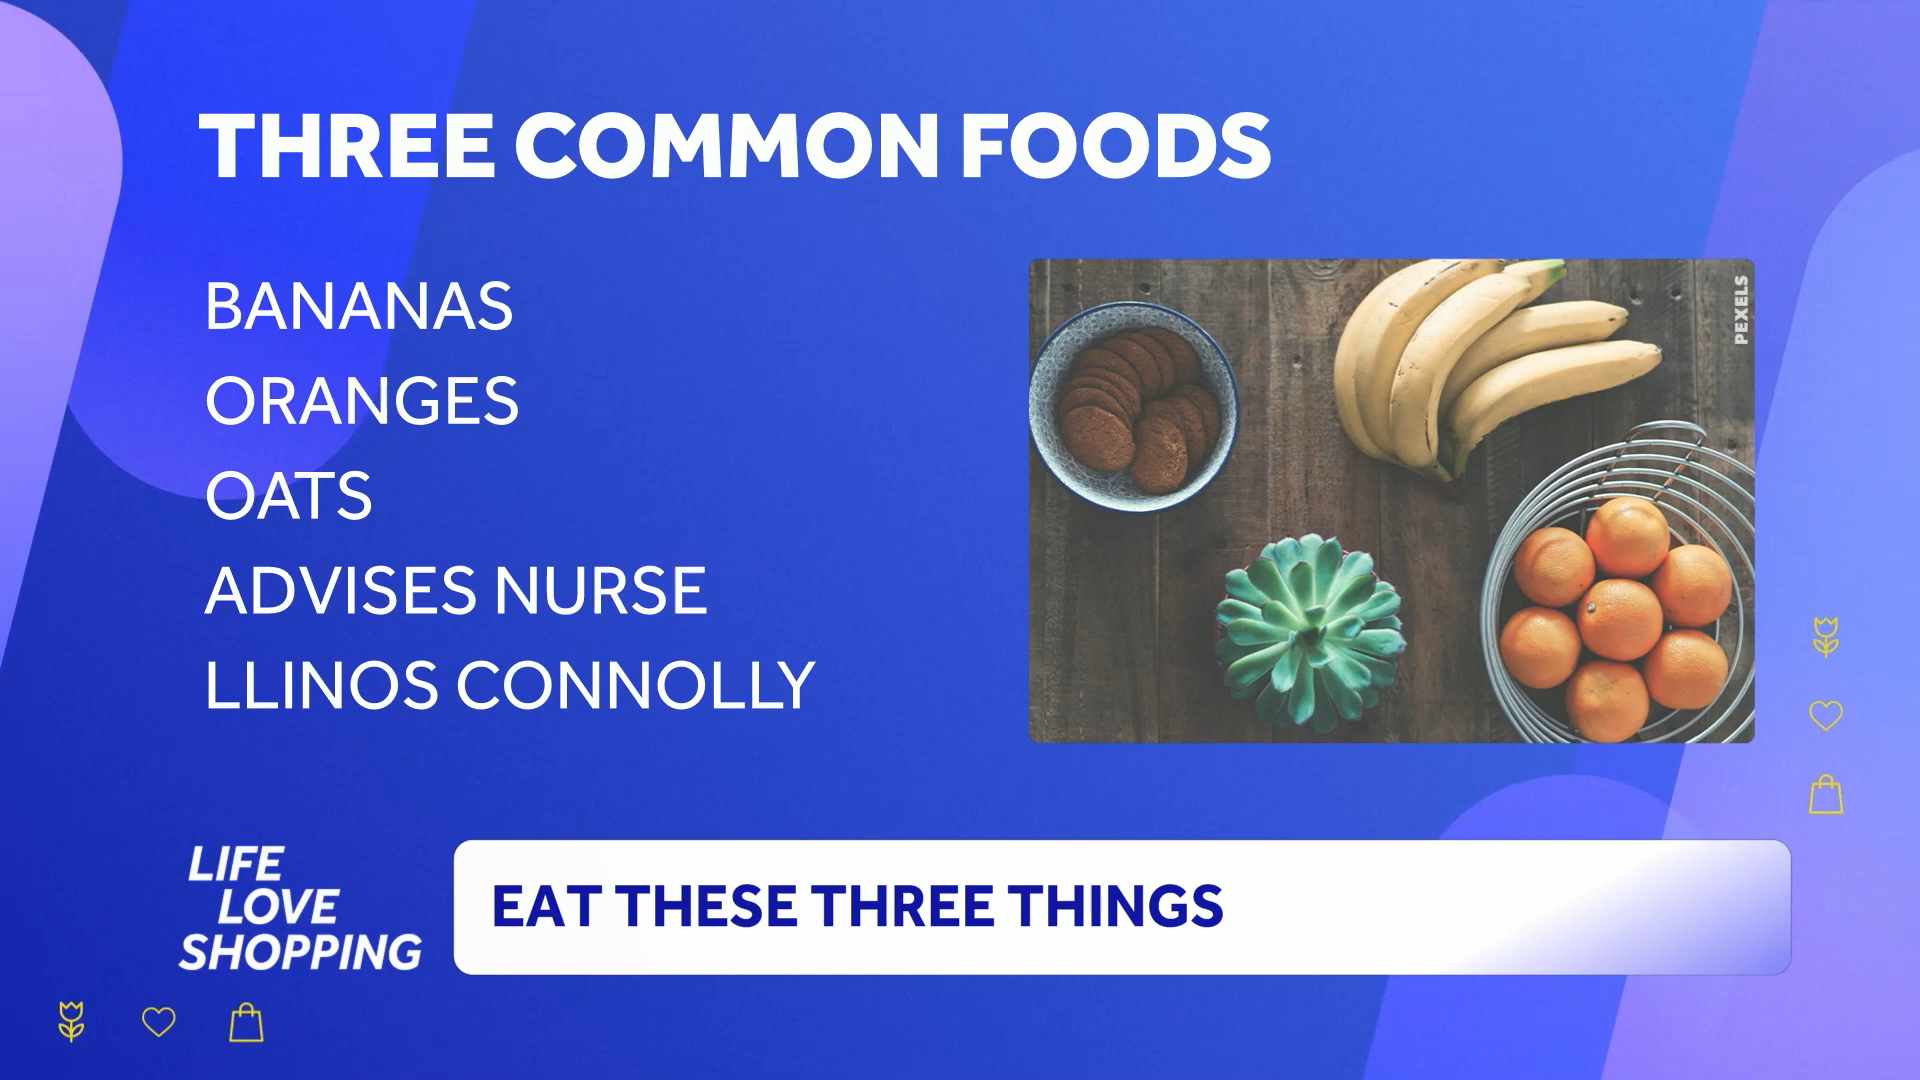 THREE COMMON FOODS
BANANAS
ORANGES
OATS
ADVISES NURSE
LLINOS CONNOLLY
PEXELS
LIFE
LOVE
SHOPPING
EAT THESE THREE THINGS